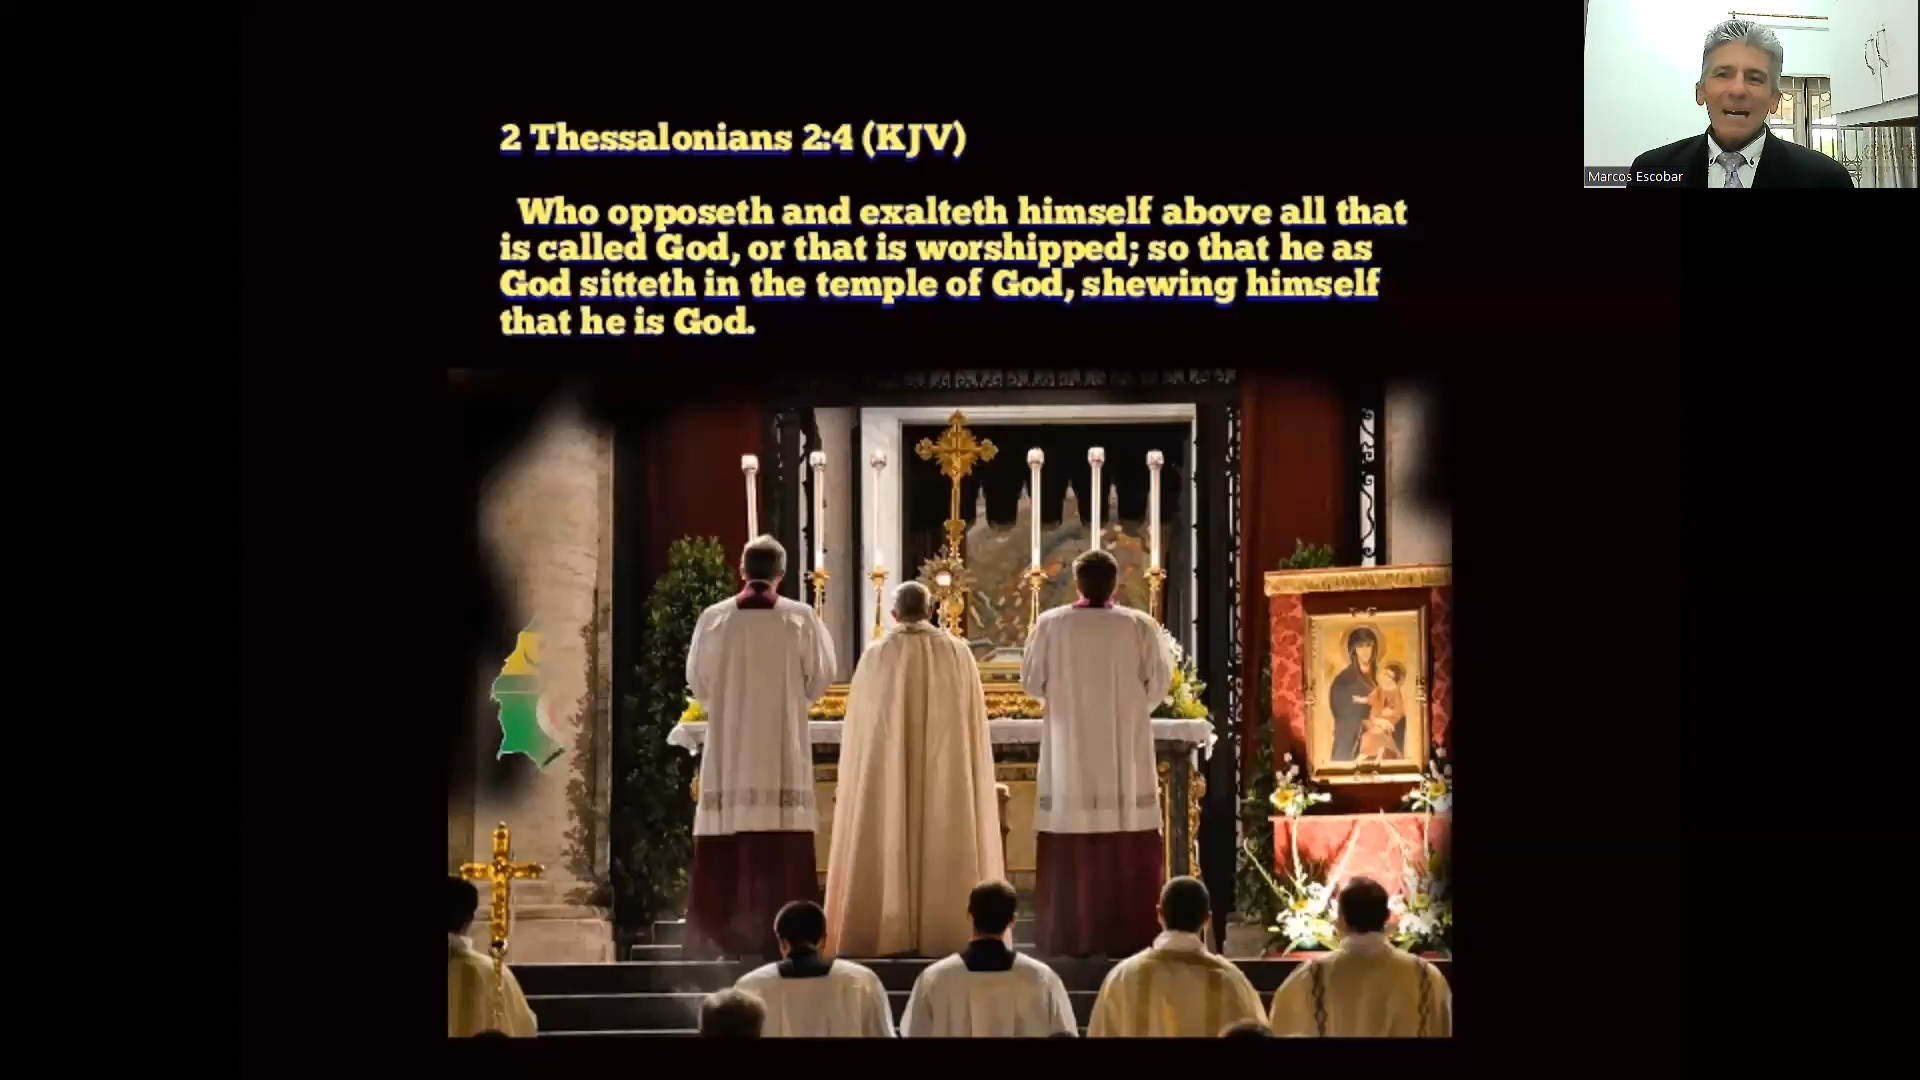 2 Thessalonians 2:4 (KJV)
Who opposeth and exalteth himself above all that
is called God, or that is worshipped; so that he as
God sitteth in the temple of God, shewing himself
that he is God.
Marcos Escobar